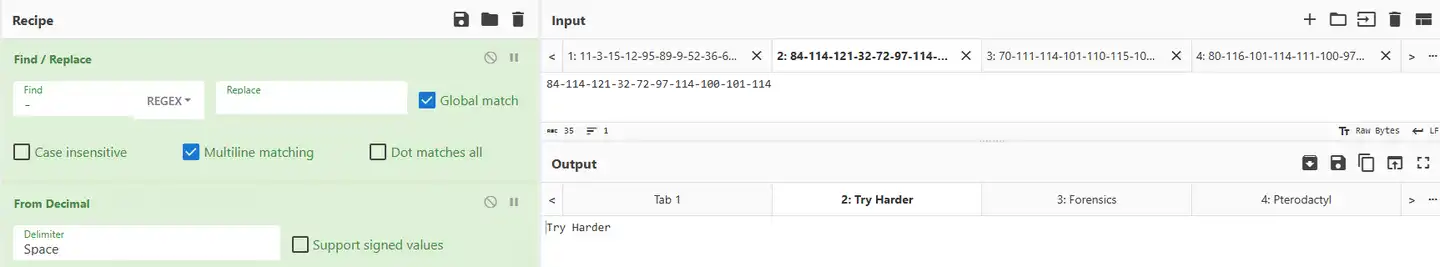 Recipe
Find / Replace
Find
-
REGEX
Replace
Global match
Case insensitive
Multiline matching
Dot matches all
From Decimal
Delimiter
Space
Support signed values
Input
1: 11-3-15-12-95-89-9-52-36-6...
2: 84-114-121-32-72-97-114-...
3: 70-111-114-101-110-115-10...
4: 80-116-101-114-111-100-97...
84-114-121-32-72-97-114-100-101-114
ABC 35
1
Raw Bytes
LF
Output
Tab 1
2: Try Harder
3: Forensics
4: Pterodactyl
Try Harder